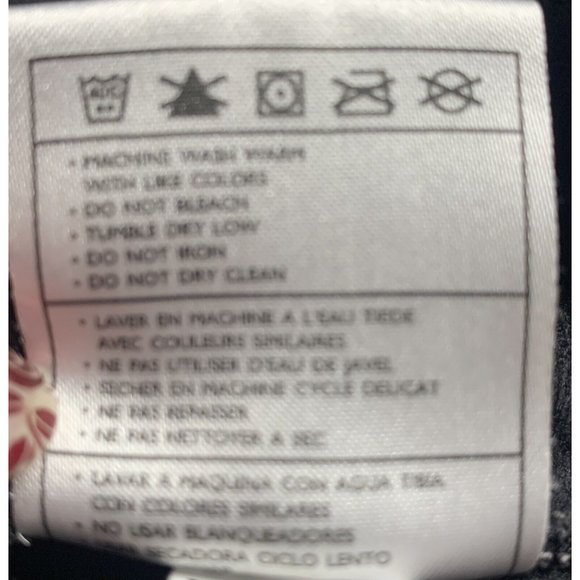 40C
• MACHINE WASH WARM
WITH LIKE COLORS
• DO NOT BLEACH
• TUMBLE DRY LOW
• DO NOT IRON
• DO NOT DRY CLEAN
• LAVER EN MACHINE A L'EAU TIEDE
AVEC COULEURS SIMILAIRES
• NE PAS UTILISER D'EAU DE JAVEL
• SECHER EN MACHINE CYCLE DELICAT
• NE PAS REPASSER
• NE PAS NETTOYER A SEC
• LAVAR A MAQUINA CON AGUA TIBIA
CON COLORES SIMILARES
• NO USAR BLANQUEADORES
SECADORA CICLO LENTO